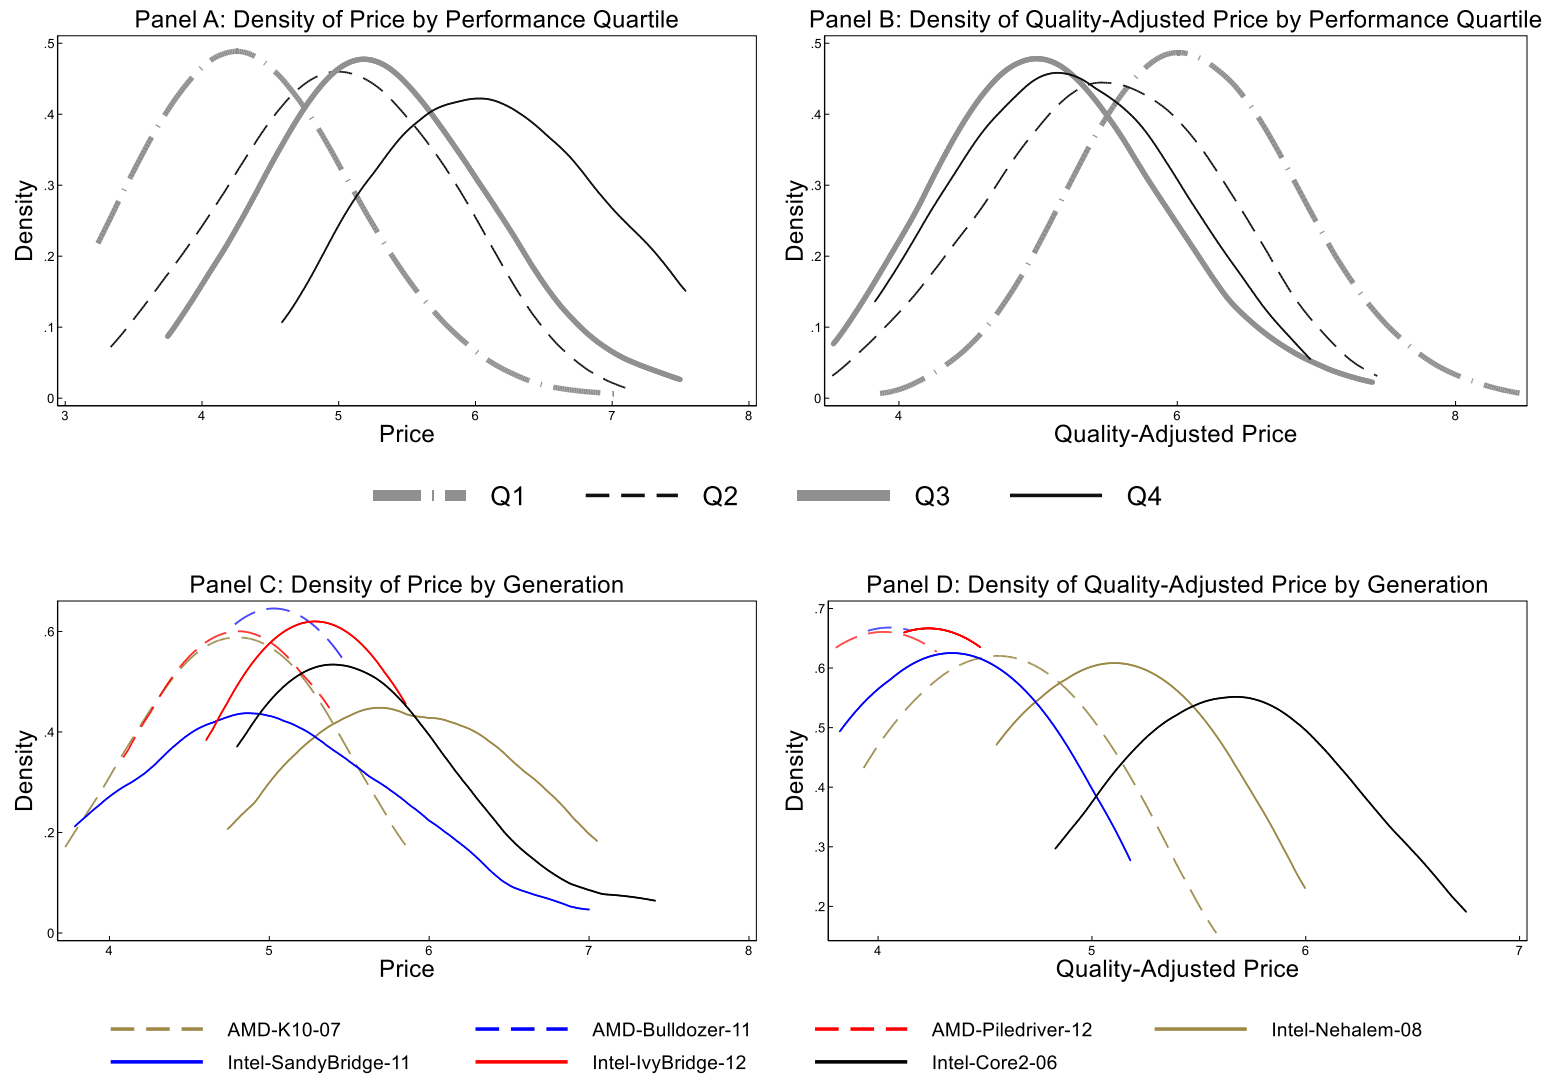 Panel A: Density of Price by Performance Quartile
Density
.5
.4
.3
.2
.1
0
3 4 5 6 7 8
Price
Panel B: Density of Quality-Adjusted Price by Performance Quartile
Density
.5
.4
.3
.2
.1
0
4 6 8
Quality-Adjusted Price
Q1 Q2 Q3 Q4
Panel C: Density of Price by Generation
Density
.6
.4
.2
0
4 5 6 7 8
Price
Panel D: Density of Quality-Adjusted Price by Generation
Density
.7
.6
.5
.4
.3
.2
4 5 6 7
Quality-Adjusted Price
AMD-K10-07 AMD-Bulldozer-11 AMD-Piledriver-12 Intel-Nehalem-08
Intel-SandyBridge-11 Intel-IvyBridge-12 Intel-Core2-06